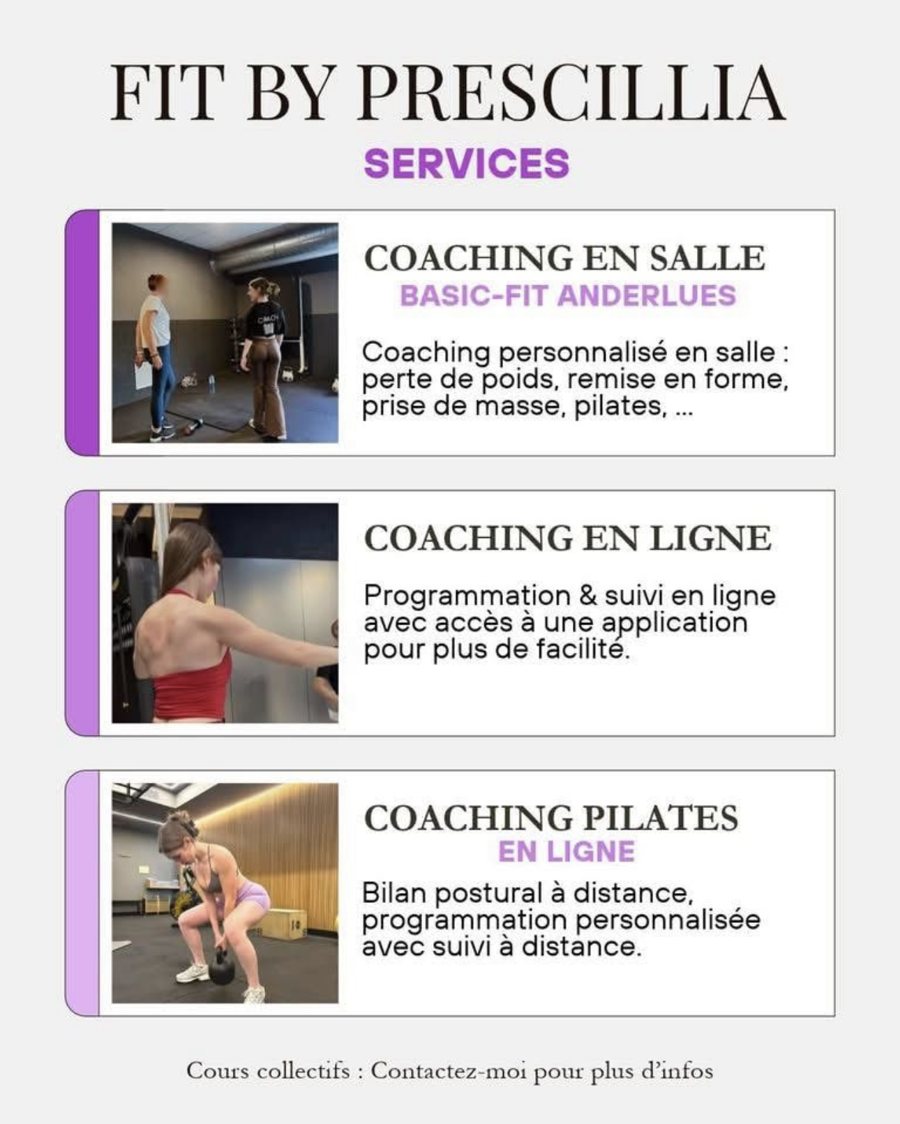 FIT BY PRESCILLIA
SERVICES
COACHING EN SALLE
BASIC-FIT ANDERLUES
Coaching personnalisé en salle :
perte de poids, remise en forme,
prise de masse, pilates, ...
COACH
COACHING EN LIGNE
Programmation & suivi en ligne
avec accès à une application
pour plus de facilité.
COACHING PILATES
EN LIGNE
Bilan postural à distance,
programmation personnalisée
avec suivi à distance.
Cours collectifs : Contactez-moi pour plus d'infos